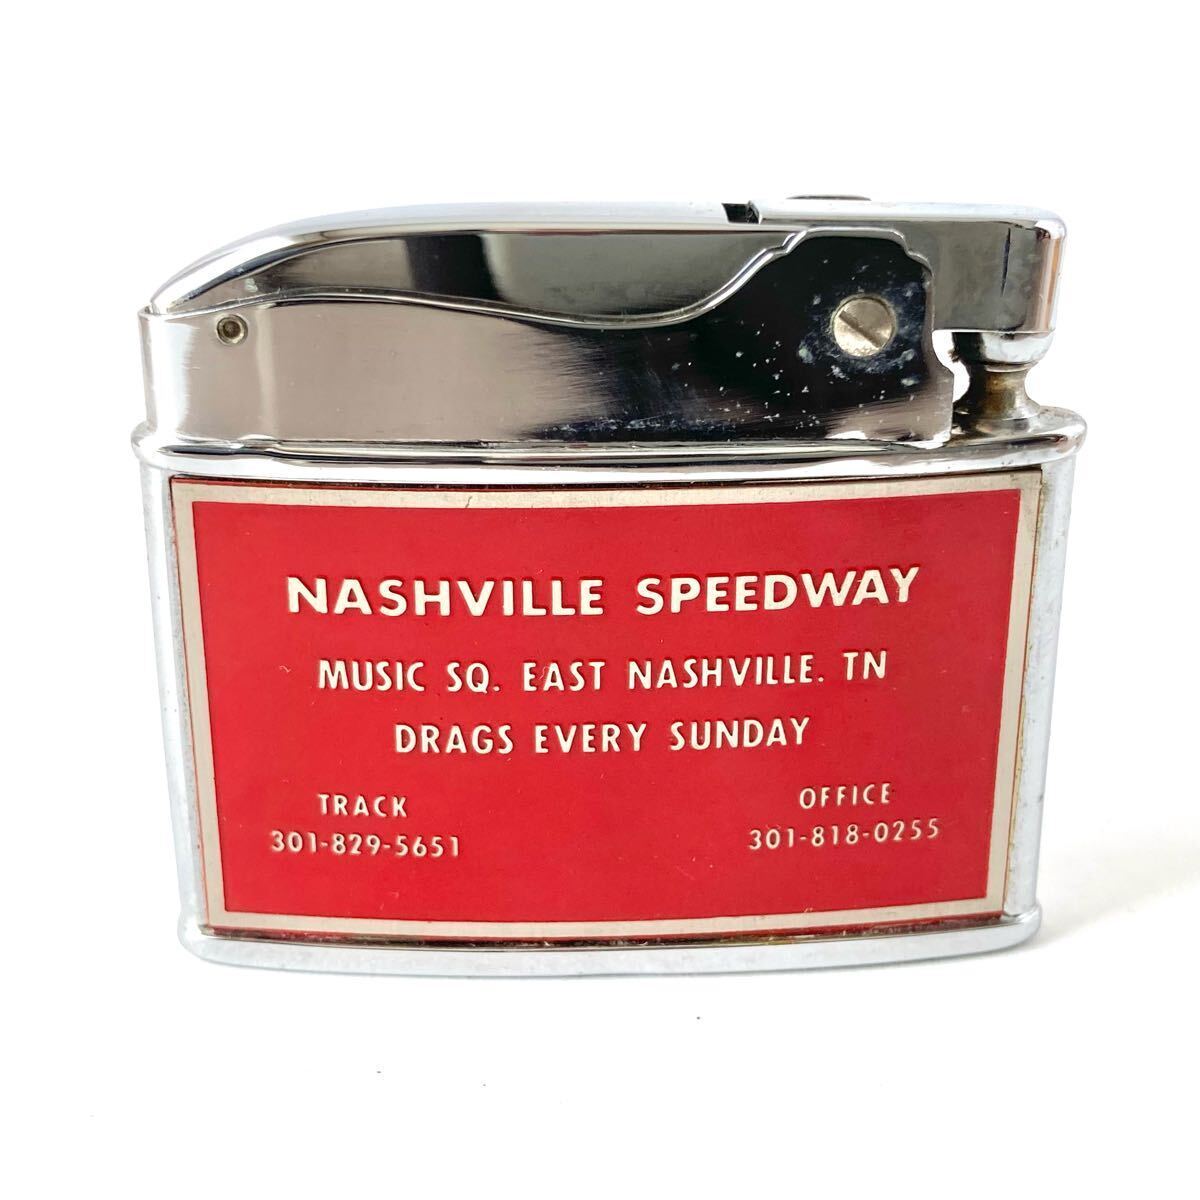 NASHVILLE SPEEDWAY
MUSIC SQ. EAST NASHVILLE. TN
DRAGS EVERY SUNDAY
TRACK
301-829-5651
OFFICE
301-818-0255